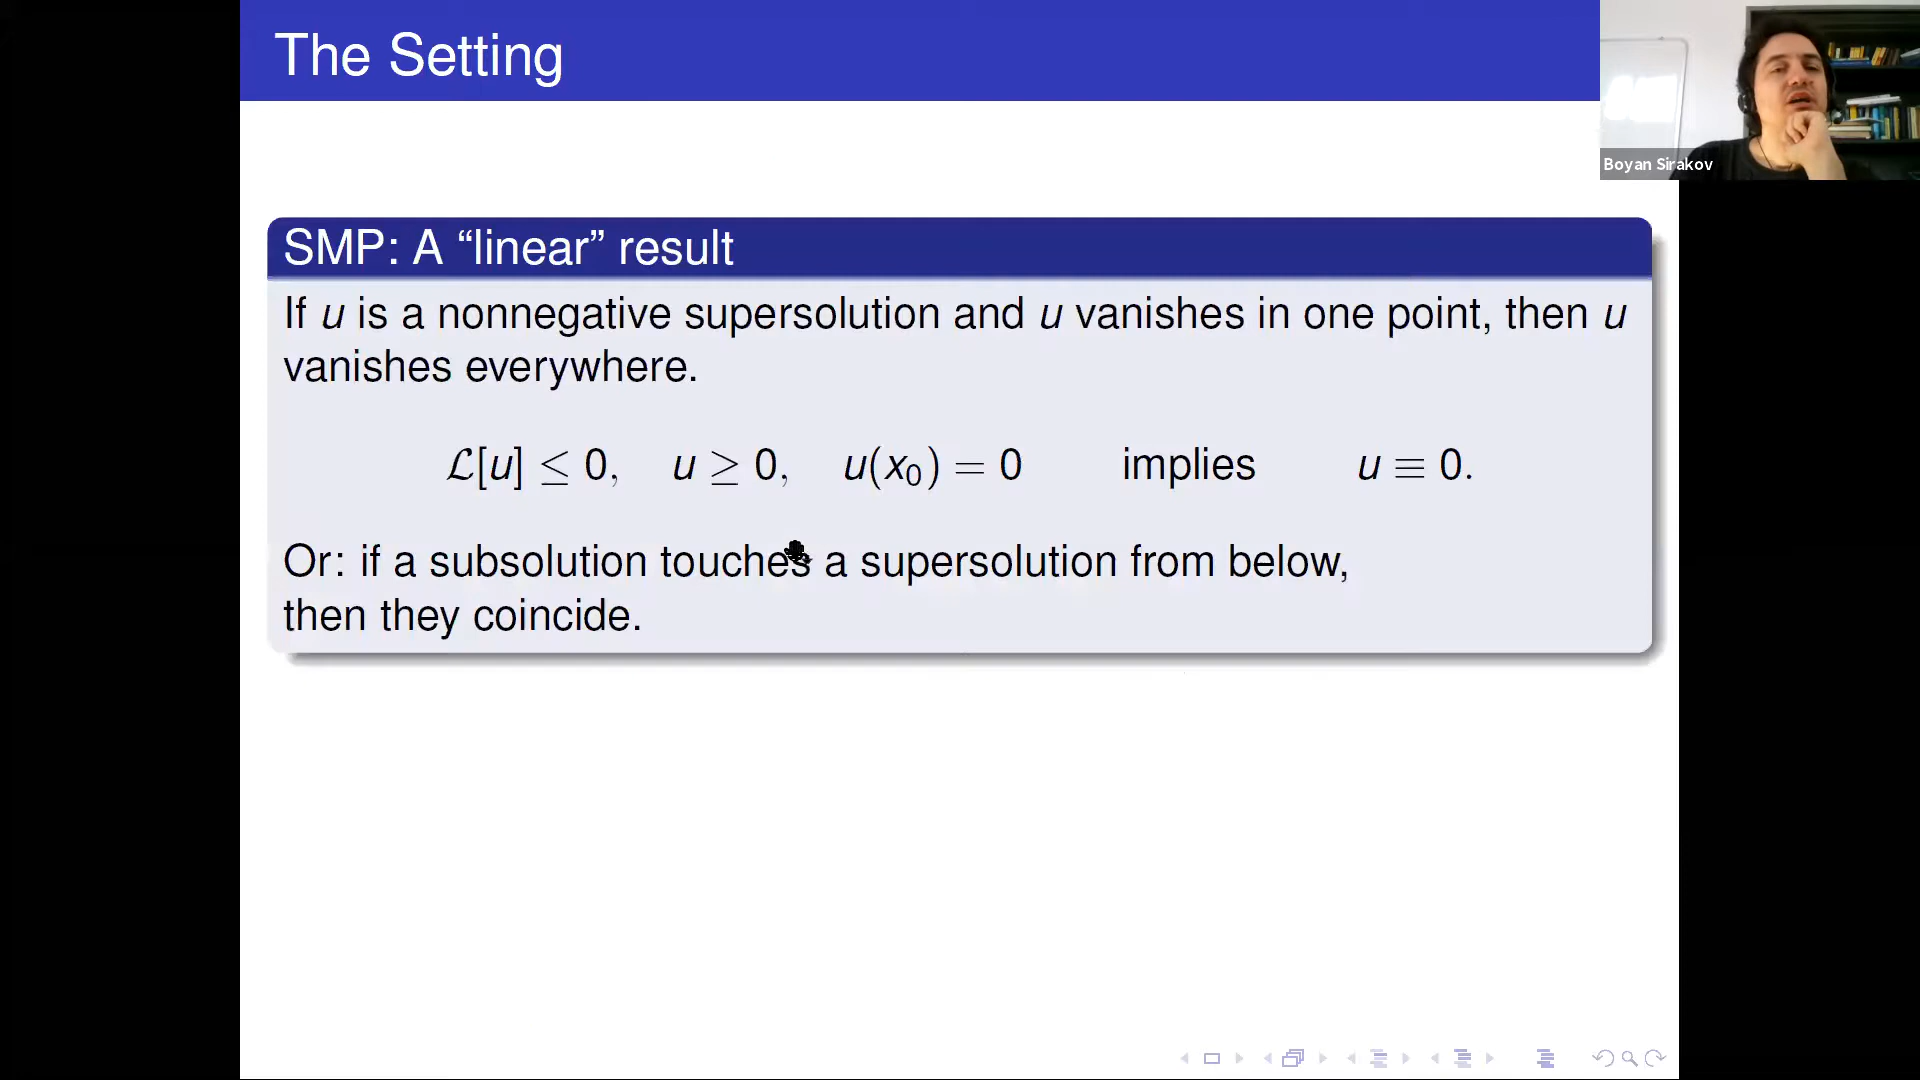 The Setting
Boyan Sirakov
SMP: A “linear” result
If u is a nonnegative supersolution and u vanishes in one point, then u
vanishes everywhere.
ℒ[u] ≤ 0, u ≥ 0, u(x₀) = 0 implies u ≡ 0.
Or: if a subsolution touches a supersolution from below,
then they coincide.